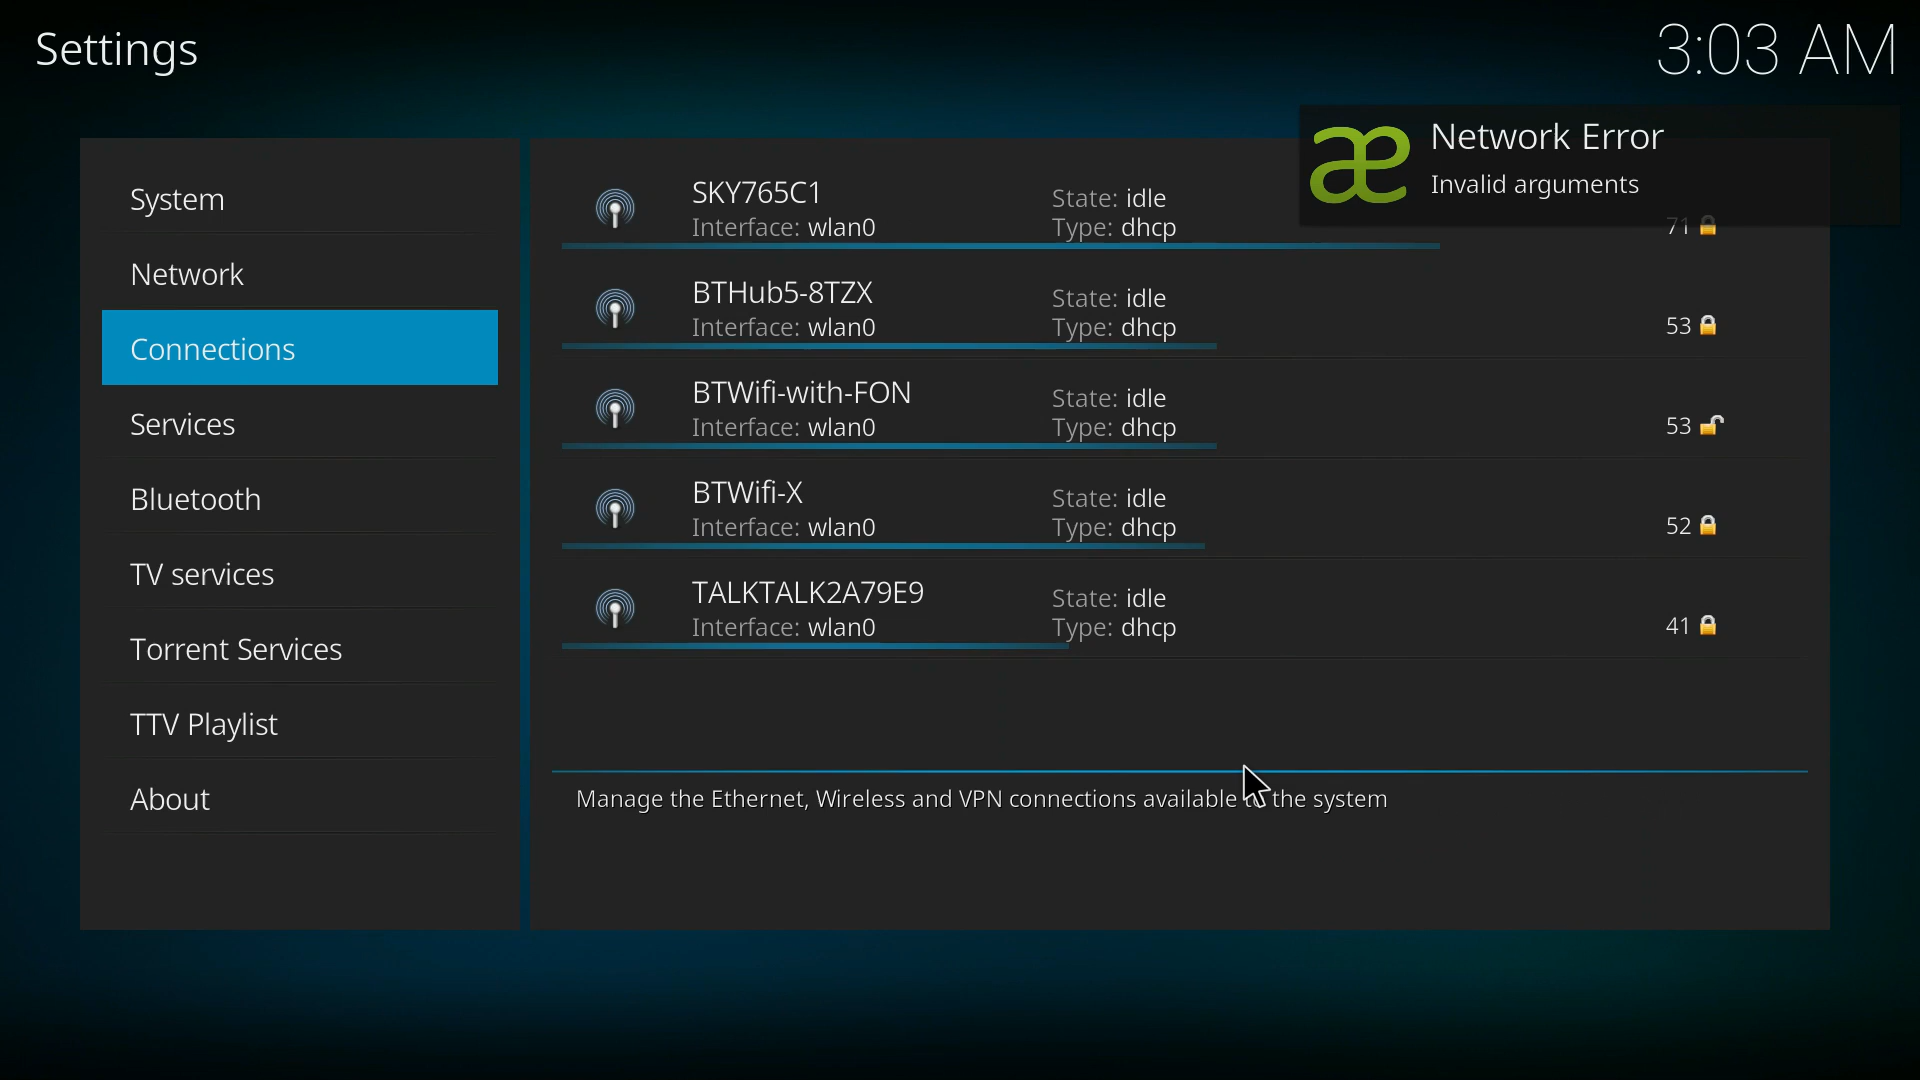 Settings
3:03 AM
æ
Network Error
Invalid arguments
System
Network
Connections
Services
Bluetooth
TV services
Torrent Services
TTV Playlist
About
SKY765C1
State: idle
Interface: wlan0
Type: dhcp
71
BTHub5-8TZX
State: idle
Interface: wlan0
Type: dhcp
53
BTWifi-with-FON
State: idle
Interface: wlan0
Type: dhcp
53
BTWifi-X
State: idle
Interface: wlan0
Type: dhcp
52
TALKTALK2A79E9
State: idle
Interface: wlan0
Type: dhcp
41
Manage the Ethernet, Wireless and VPN connections available to the system